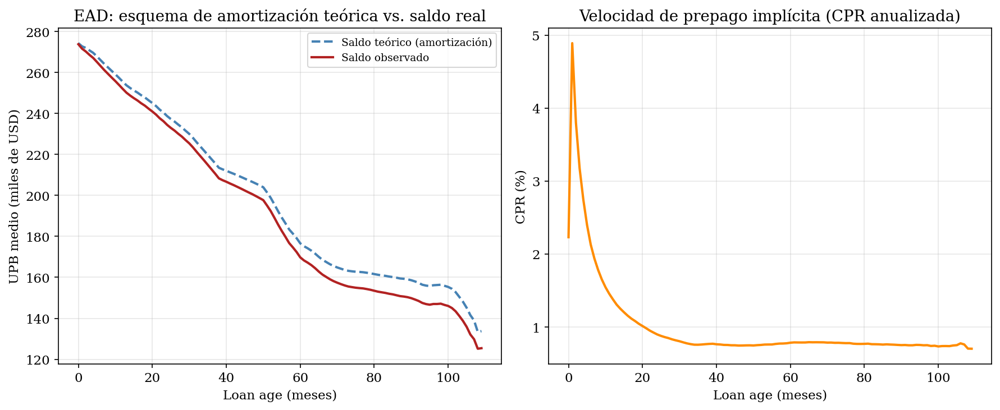 EAD: esquema de amortización teórica vs. saldo real
Saldo teórico (amortización)
Saldo observado
UPB medio (miles de USD)
280
260
240
220
200
180
160
140
120
0 20 40 60 80 100
Loan age (meses)
Velocidad de prepago implícita (CPR anualizada)
CPR (%)
5
4
3
2
1
0 20 40 60 80 100
Loan age (meses)